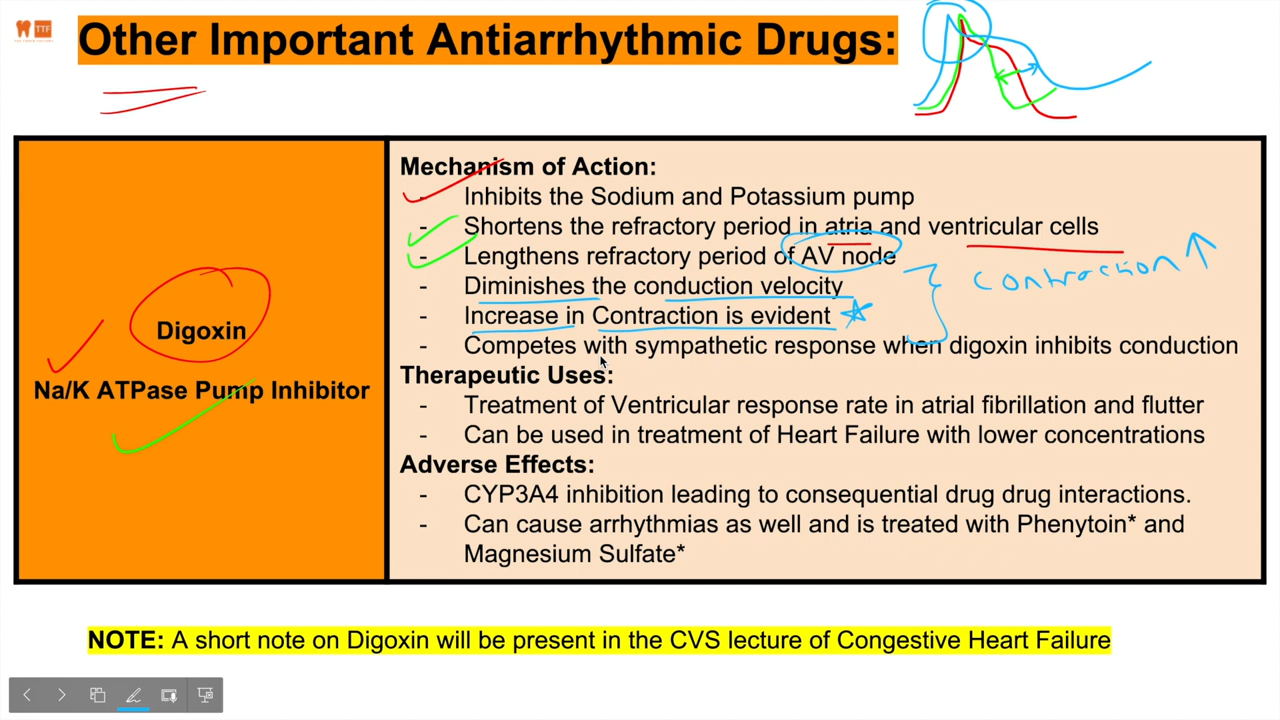 TTF
Other Important Antiarrhythmic Drugs:
Digoxin
Na/K ATPase Pump Inhibitor
Mechanism of Action:
- Inhibits the Sodium and Potassium pump
- Shortens the refractory period in atria and ventricular cells
- Lengthens refractory period of AV node
- Diminishes the conduction velocity
- Increase in Contraction is evident
contraction ↑
- Competes with sympathetic response when digoxin inhibits conduction
Therapeutic Uses:
- Treatment of Ventricular response rate in atrial fibrillation and flutter
- Can be used in treatment of Heart Failure with lower concentrations
Adverse Effects:
- CYP3A4 inhibition leading to consequential drug drug interactions.
- Can cause arrhythmias as well and is treated with Phenytoin* and
Magnesium Sulfate*
NOTE: A short note on Digoxin will be present in the CVS lecture of Congestive Heart Failure